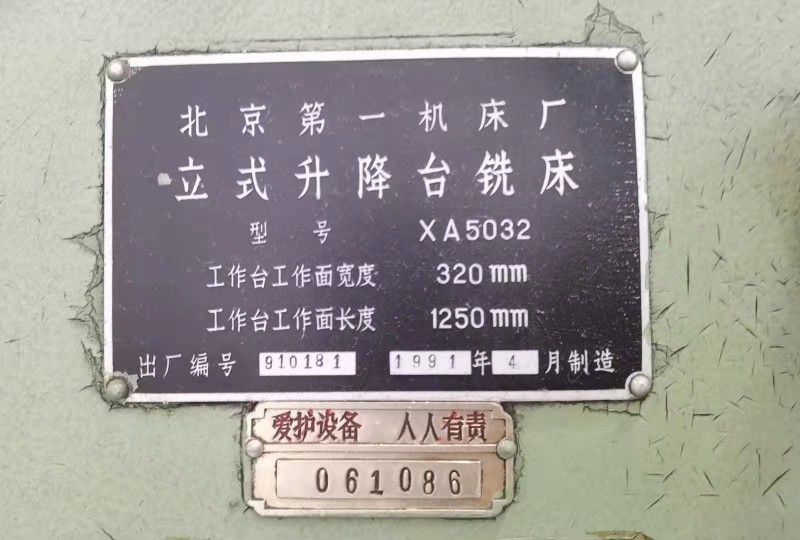 北京第一机床厂
立式升降台铣床
型号 XA5032
工作台工作面宽度 320mm
工作台工作面长度 1250mm
出厂编号 910181 1991年4月制造
爱护设备 人人有责
061086